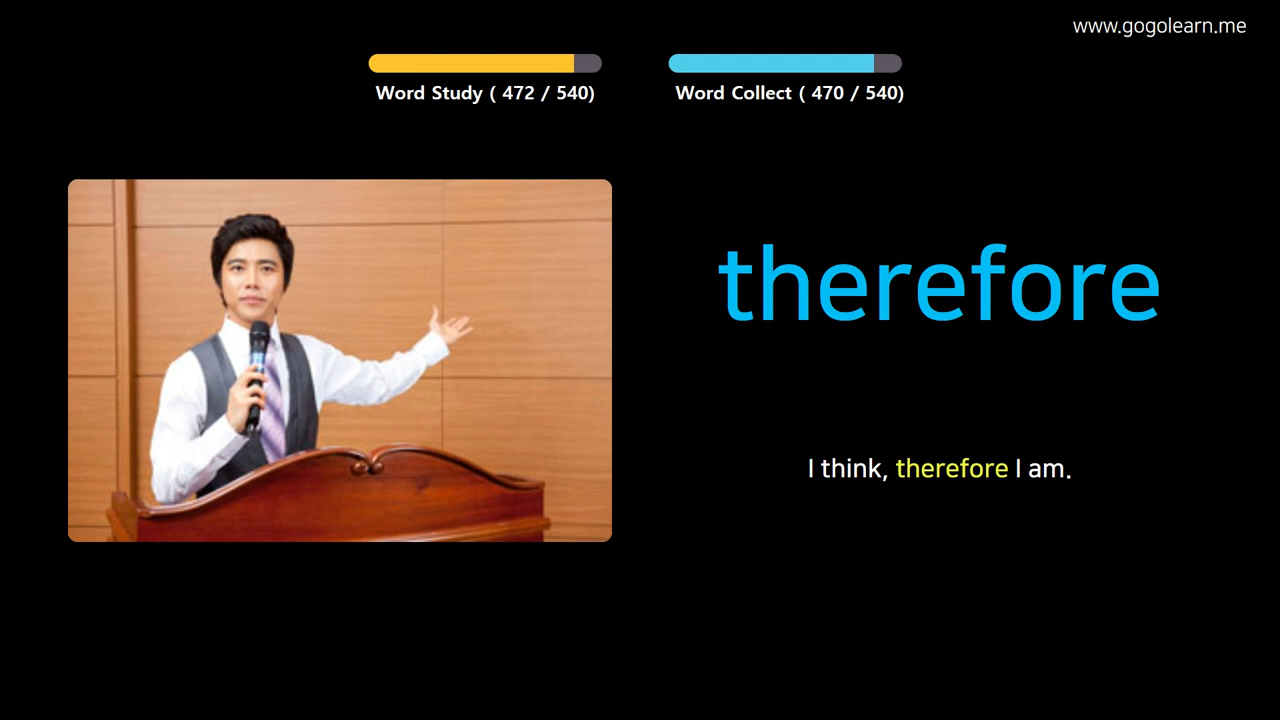 www.gogolearn.me
Word Study ( 472 / 540)
Word Collect ( 470 / 540)
therefore
I think, therefore I am.